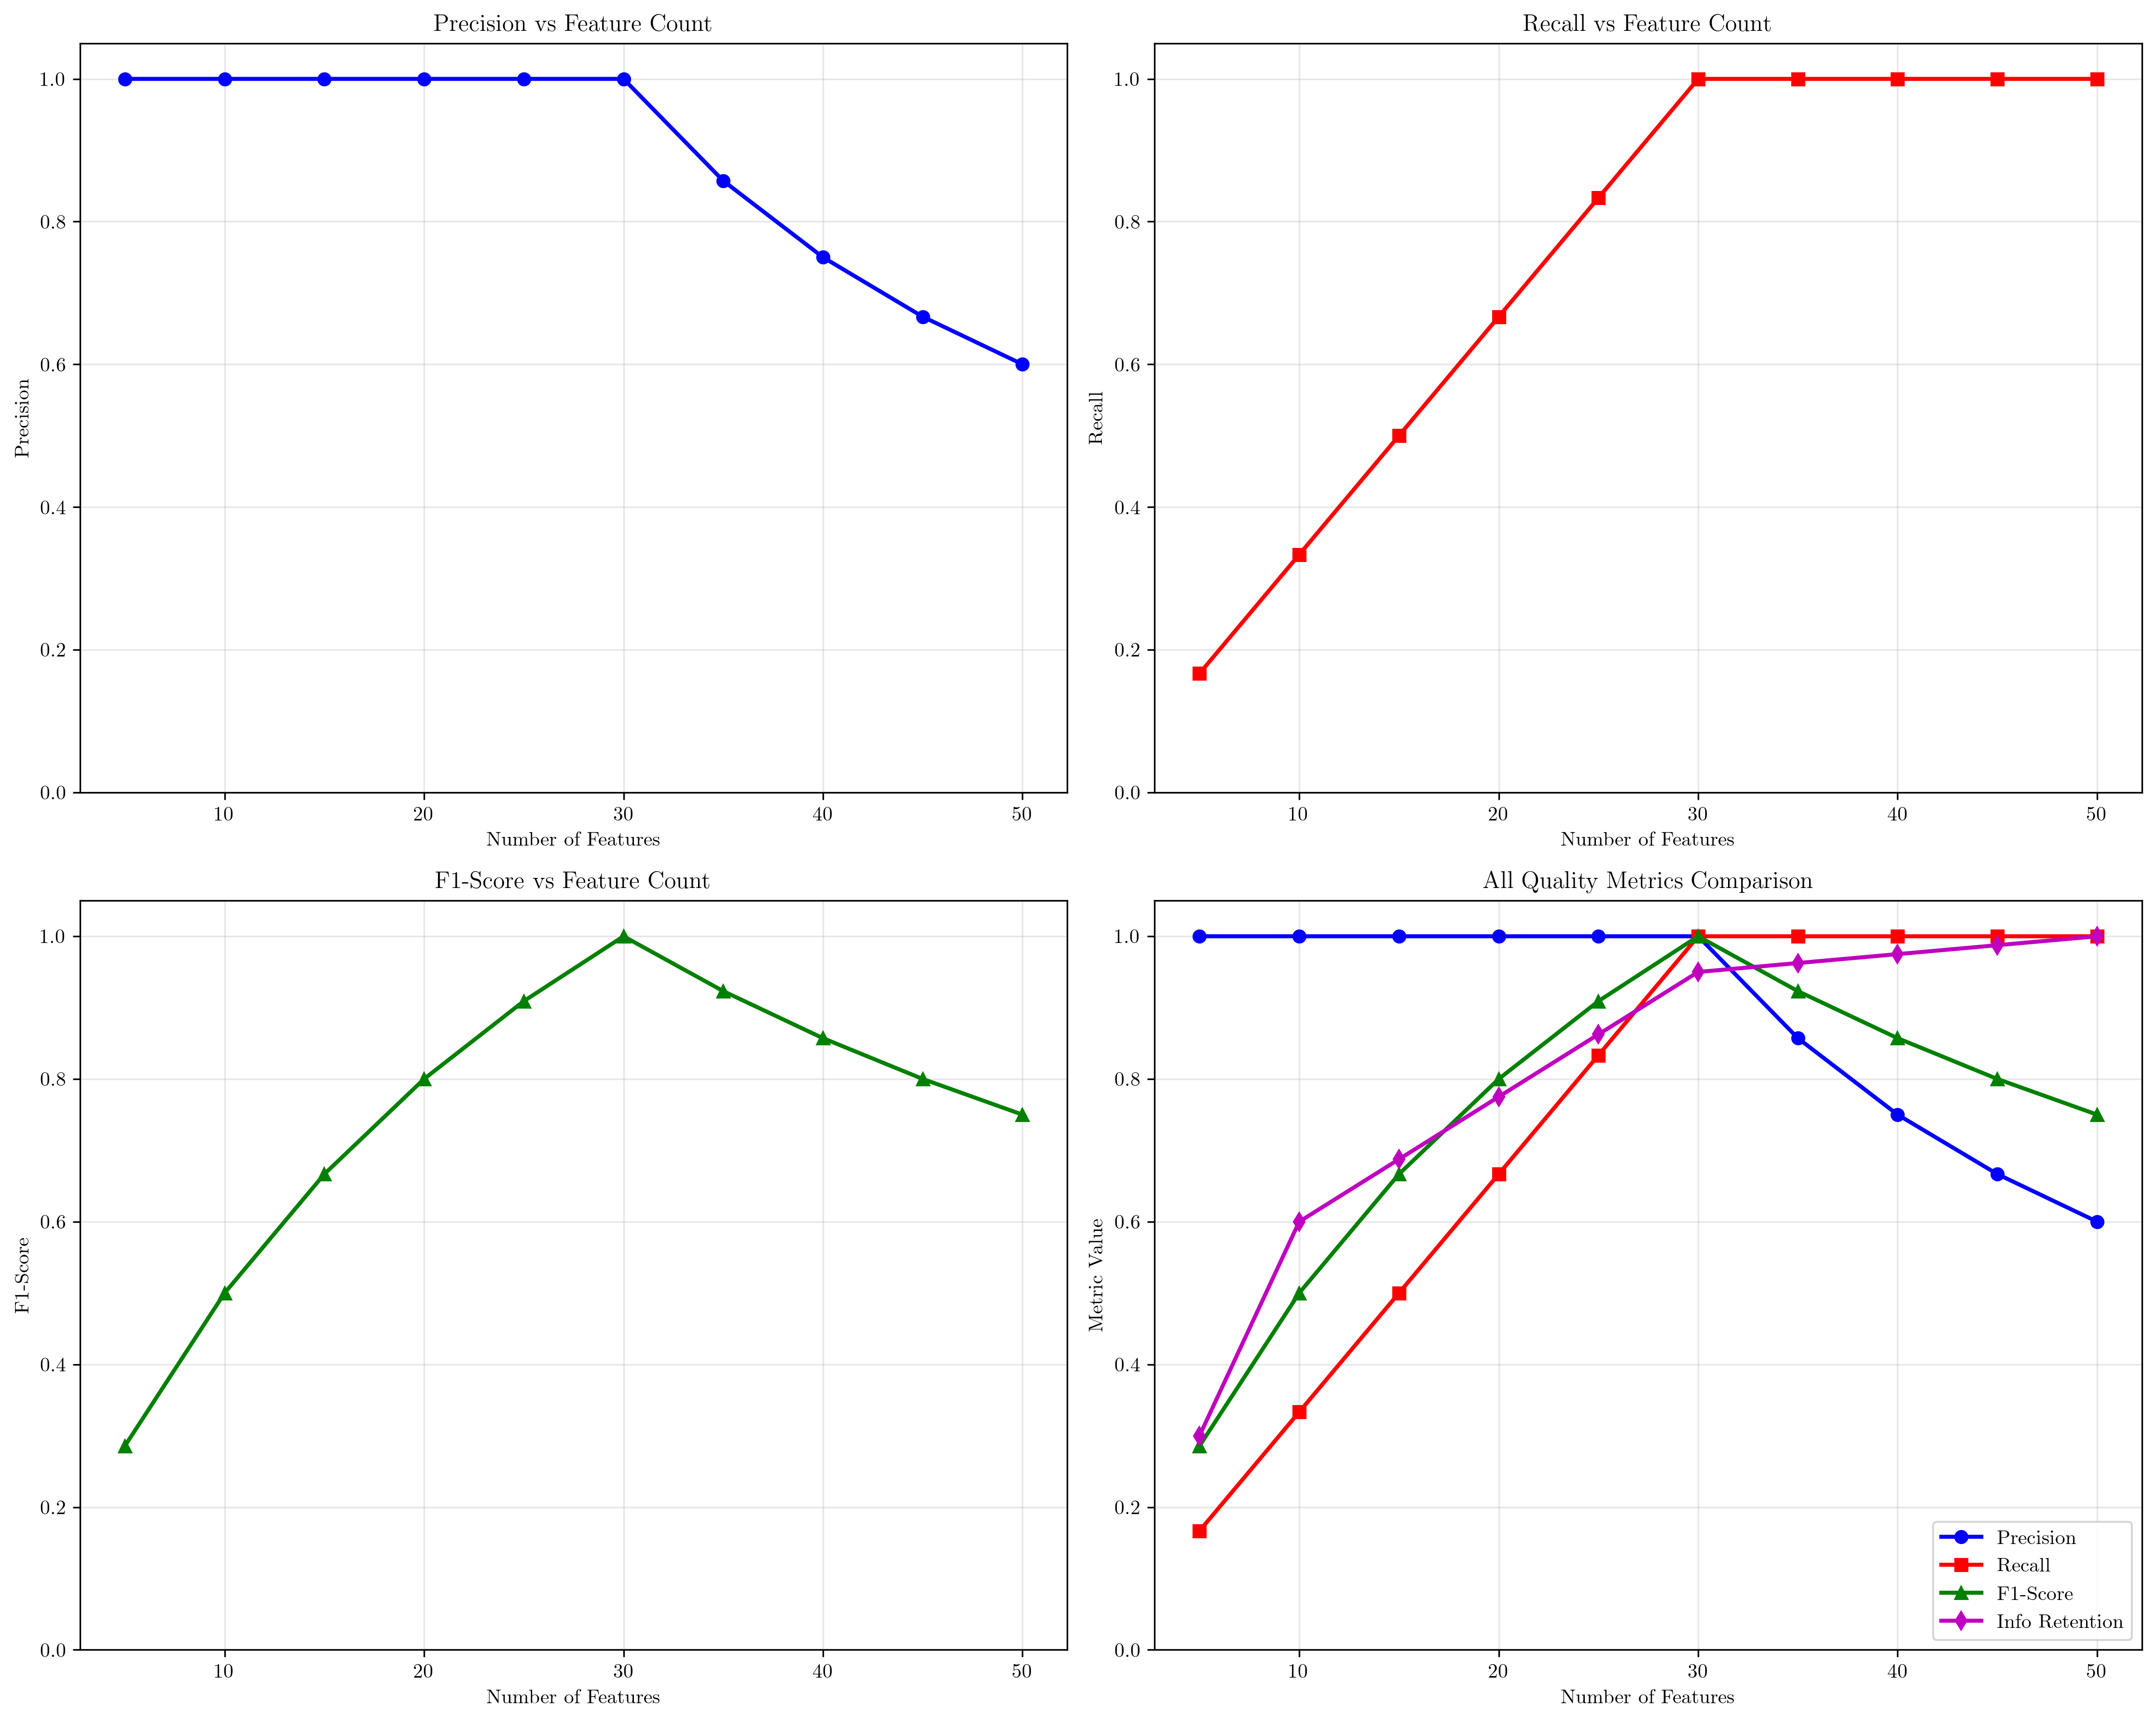 Precision vs Feature Count
1.0
0.8
0.6
0.4
0.2
0.0
Precision
10 20 30 40 50
Number of Features
Recall vs Feature Count
1.0
0.8
0.6
0.4
0.2
0.0
Recall
10 20 30 40 50
Number of Features
F1-Score vs Feature Count
1.0
0.8
0.6
0.4
0.2
0.0
F1-Score
10 20 30 40 50
Number of Features
All Quality Metrics Comparison
1.0
0.8
0.6
0.4
0.2
0.0
Metric Value
Precision
Recall
F1-Score
Info Retention
10 20 30 40 50
Number of Features